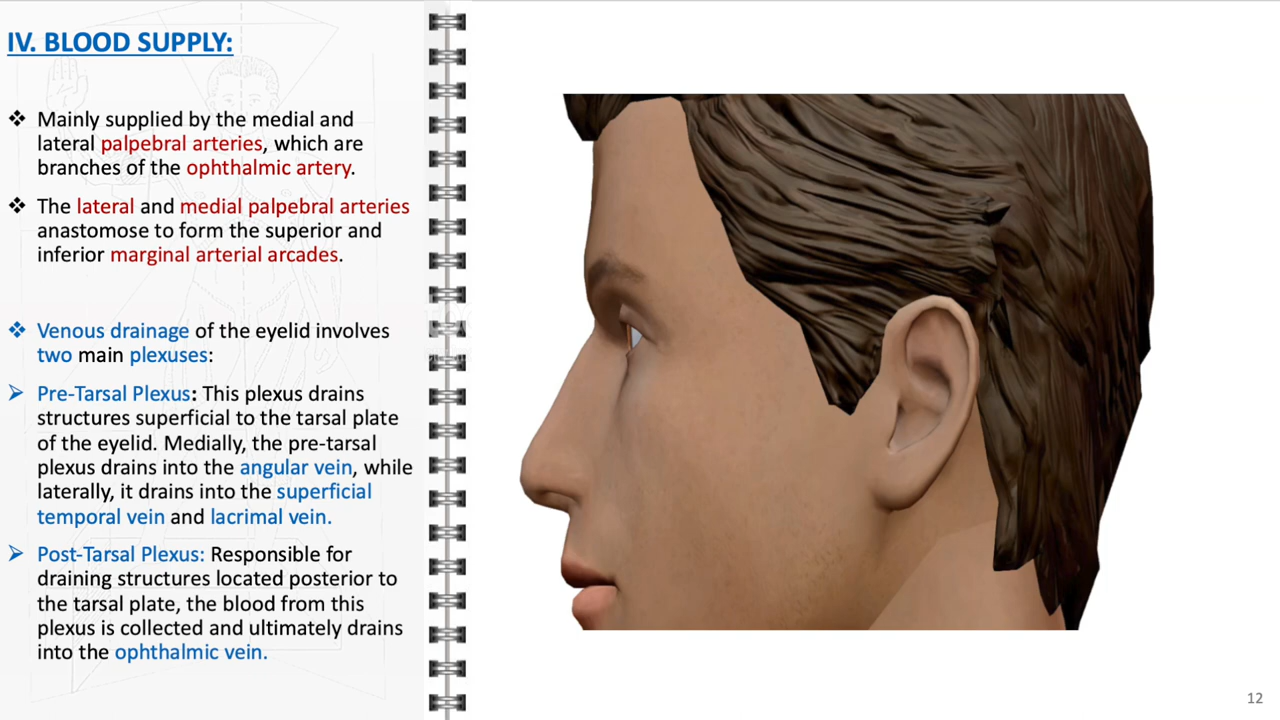 IV. BLOOD SUPPLY:
❖ Mainly supplied by the medial and
lateral palpebral arteries, which are
branches of the ophthalmic artery.
❖ The lateral and medial palpebral arteries
anastomose to form the superior and
inferior marginal arterial arcades.
❖ Venous drainage of the eyelid involves
two main plexuses:
➢ Pre-Tarsal Plexus: This plexus drains
structures superficial to the tarsal plate
of the eyelid. Medially, the pre-tarsal
plexus drains into the angular vein, while
laterally, it drains into the superficial
temporal vein and lacrimal vein.
➢ Post-Tarsal Plexus: Responsible for
draining structures located posterior to
the tarsal plate, the blood from this
plexus is collected and ultimately drains
into the ophthalmic vein.
12